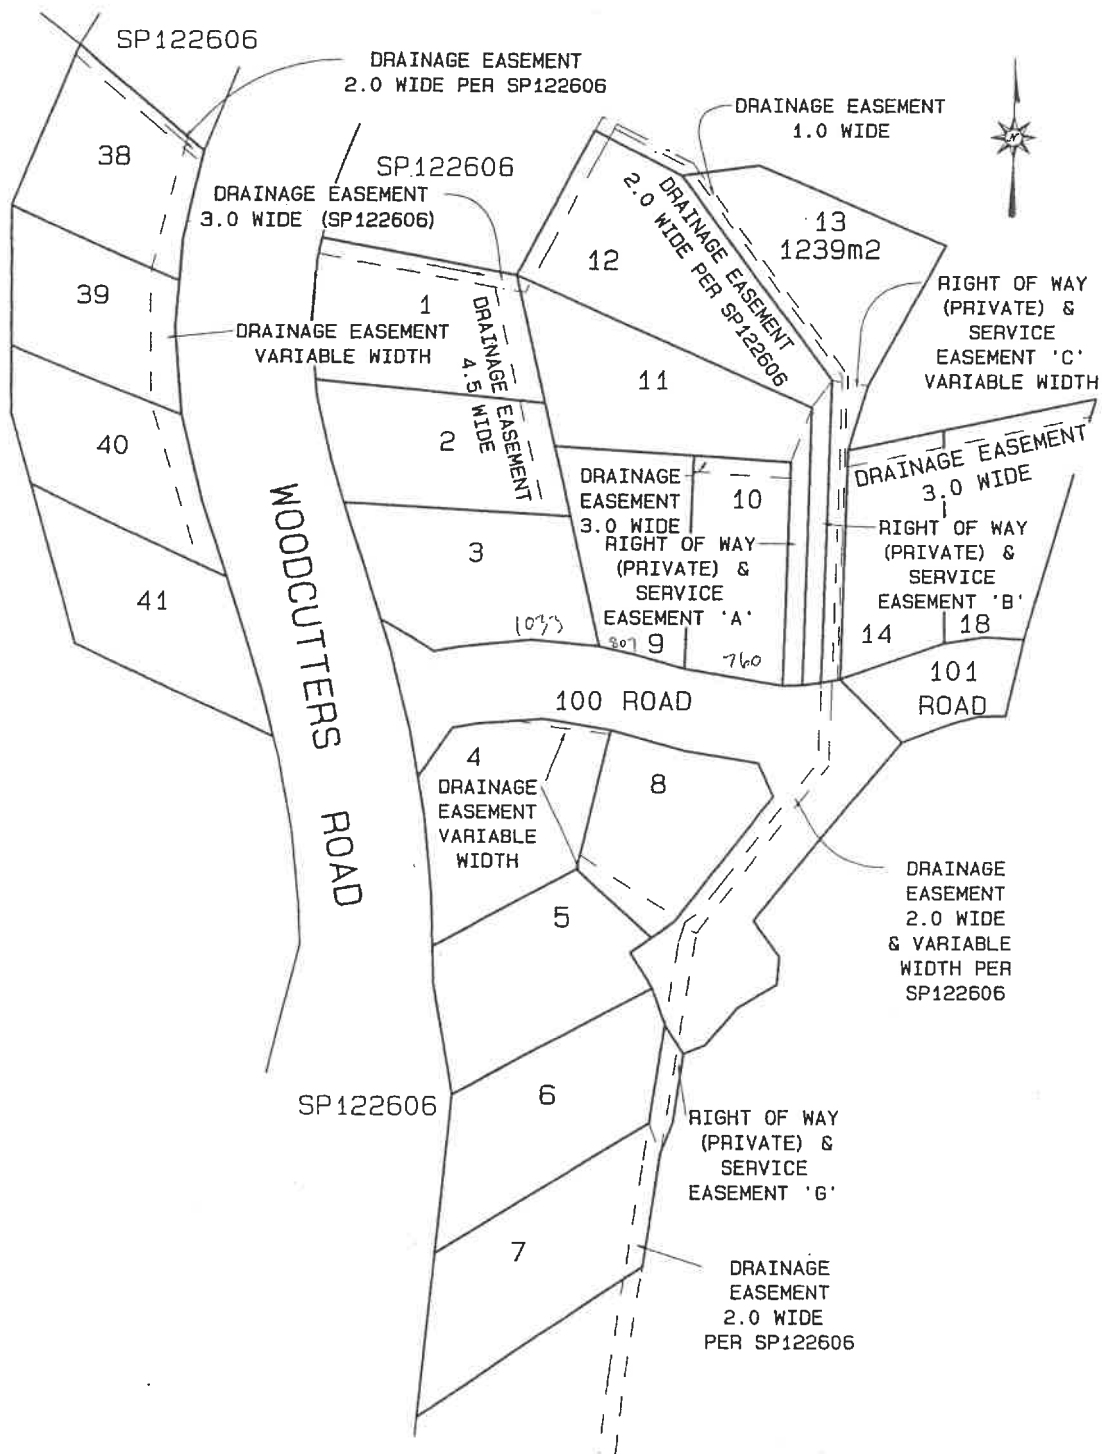 SP122606
DRAINAGE EASEMENT
2.0 WIDE PER SP122606
DRAINAGE EASEMENT
1.0 WIDE
N
38
SP122606
DRAINAGE EASEMENT
3.0 WIDE (SP122606)
DRAINAGE EASEMENT
2.0 WIDE PER SP122606
13
1239m2
12
RIGHT OF WAY
(PRIVATE) &
SERVICE
EASEMENT 'C'
VARIABLE WIDTH
39
1
DRAINAGE EASEMENT
VARIABLE WIDTH
DRAINAGE EASEMENT
4.5 WIDE
11
40
2
DRAINAGE EASEMENT
3.0 WIDE
DRAINAGE
EASEMENT
3.0 WIDE
10
RIGHT OF WAY
(PRIVATE) &
SERVICE
EASEMENT 'A'
RIGHT OF WAY
(PRIVATE) &
SERVICE
EASEMENT 'B'
WOODCUTTERS ROAD
3
41
1033
807
9
760
14
18
101
ROAD
100 ROAD
4
DRAINAGE
EASEMENT
VARIABLE
WIDTH
8
DRAINAGE
EASEMENT
2.0 WIDE
& VARIABLE
WIDTH PER
SP122606
5
SP122606
6
RIGHT OF WAY
(PRIVATE) &
SERVICE
EASEMENT 'G'
7
DRAINAGE
EASEMENT
2.0 WIDE
PER SP122606